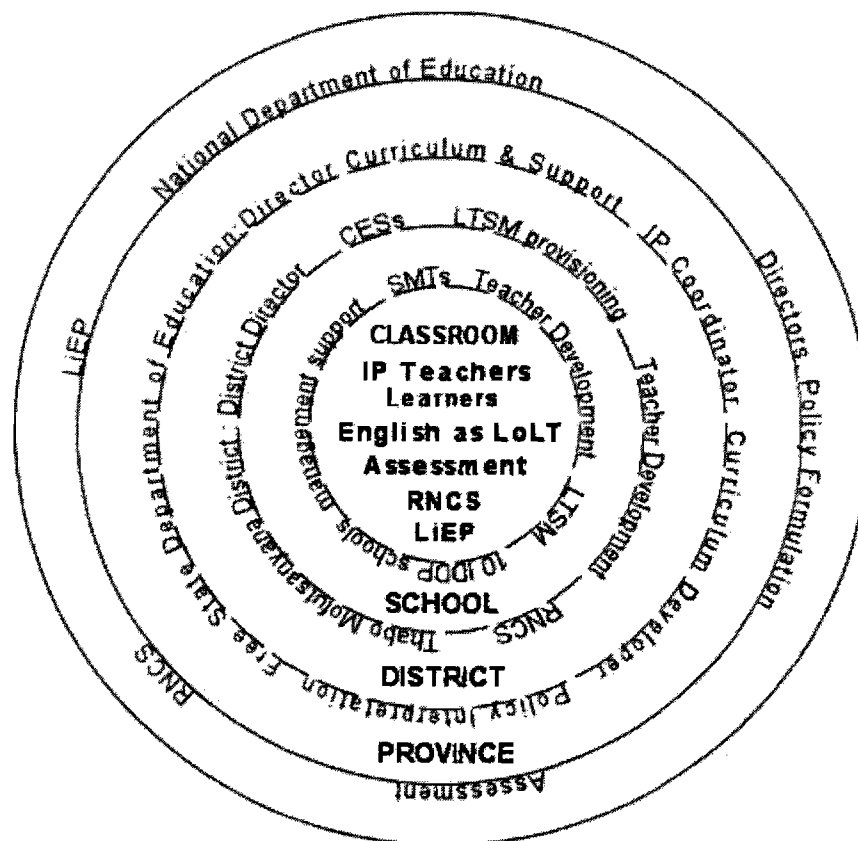 National Department of Education
Directors Policy Formulation
Assessment
RNCS
LiEP
Free State Department of Education: Director Curriculum & Support
IP Coordinator Curriculum Developer Policy Interpretation
PROVINCE
Thabo Mofutsanyana District: District Director
CESs
LTSM provisioning
Teacher Development
RNCS
DISTRICT
10 IDDP schools, management support
SMTs
Teacher Development
LTSM
SCHOOL
CLASSROOM
IP Teachers
Learners
English as LoLT
Assessment
RNCS
LiEP